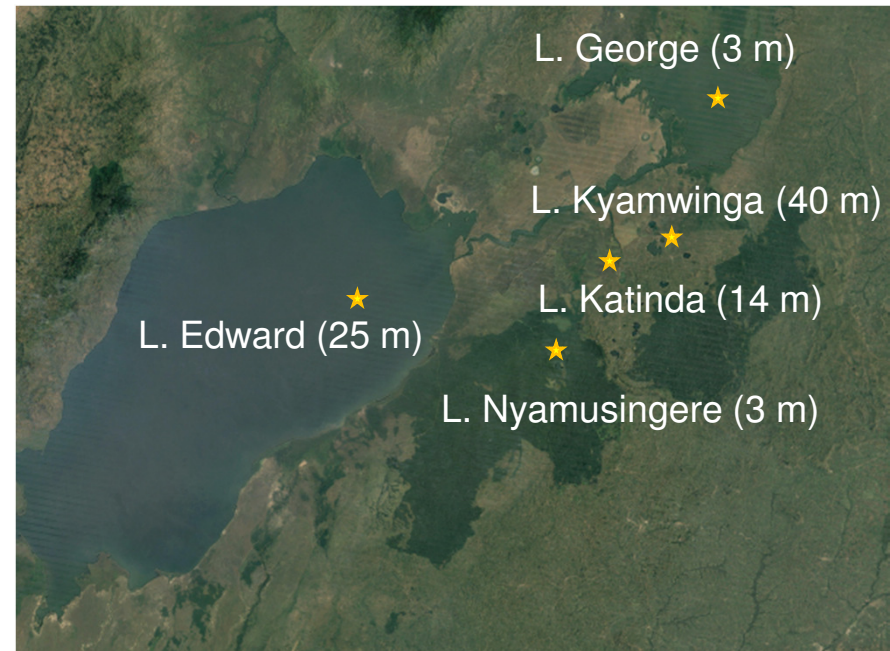 L. George (3 m)
L. Kyamwinga (40 m)
L. Katinda (14 m)
L. Edward (25 m)
L. Nyamusingere (3 m)